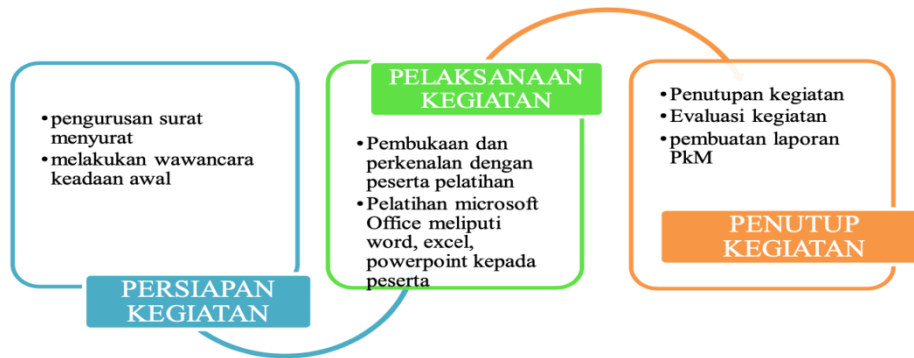 •pengurusan surat
menyurat
•melakukan wawancara
keadaan awal
PERSIAPAN
KEGIATAN
PELAKSANAAN
KEGIATAN
•Pembukaan dan
perkenalan dengan
peserta pelatihan
•Pelatihan microsoft
Office meliputi
word, excel,
powerpoint kepada
peserta
•Penutupan kegiatan
•Evaluasi kegiatan
•pembuatan laporan
PkM
PENUTUP
KEGIATAN